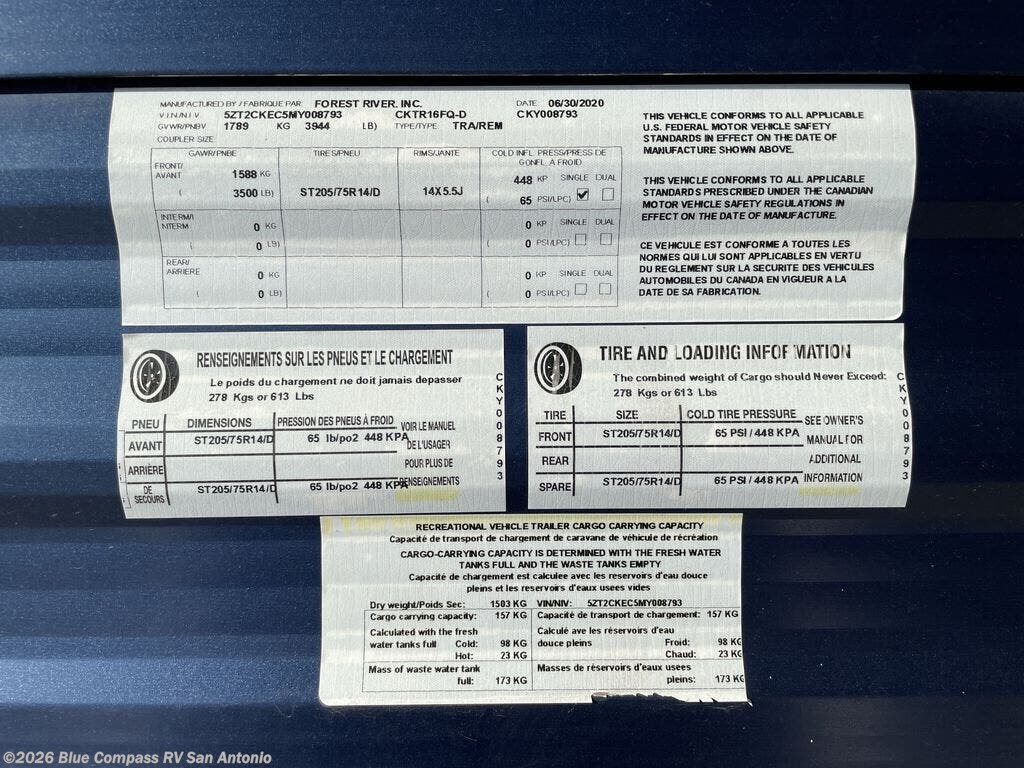 MANUFACTURED BY / FABRIQUE PAR FOREST RIVER, INC. DATE 06/30/2020
V I N / N I V 5ZT2CKEC5MY008793 CKTR16FQ-D CKY008793
GVWR/PNBV 1789 KG 3944 LB) TYPE/TYPE TRA/REM
COUPLER SIZE
GAWR/PNBE TIRES/PNEU RIMS/JANTE COLD INFL. PRESS/PRESS DE GONFL. A FROID
FRONT/ AVANT 1588 KG 448 KP SINGLE DUAL
( 3500 LB) ST205/75R14/D 14X5.5J ( 65 PSI/LPC)
INTERM/ INTERM 0 KG 0 KP SINGLE DUAL
( 0 LB) ( 0 PSI/LPC)
REAR/ ARRIERE 0 KG 0 KP SINGLE DUAL
( 0 LB) ( 0 PSI/LPC)
THIS VEHICLE CONFORMS TO ALL APPLICABLE
U.S. FEDERAL MOTOR VEHICLE SAFETY
STANDARDS IN EFFECT ON THE DATE OF
MANUFACTURE SHOWN ABOVE.
THIS VEHICLE CONFORMS TO ALL APPLICABLE
STANDARDS PRESCRIBED UNDER THE CANADIAN
MOTOR VEHICLE SAFETY REGULATIONS IN
EFFECT ON THE DATE OF MANUFACTURE.
CE VEHICULE EST CONFORME A TOUTES LES
NORMES QUI LUI SONT APPLICABLES EN VERTU
DU REGLEMENT SUR LA SECURITE DES VEHICULES
AUTOMOBILES DU CANADA EN VIGUEUR A LA
DATE DE SA FABRICATION.
RENSEIGNEMENTS SUR LES PNEUS ET LE CHARGEMENT
Le poids du chargement ne doit jamais depasser
278 Kgs or 613 Lbs
PNEU DIMENSIONS PRESSION DES PNEUS À FROID
AVANT ST205/75R14/D 65 lb/po2 448 KPA
ARRIÈRE
DE SECOURS ST205/75R14/D 65 lb/po2 448 KPA
VOIR LE MANUEL
DE L'USAGER
POUR PLUS DE
RENSEIGNEMENTS
CKY008793
TIRE AND LOADING INFORMATION
The combined weight of Cargo should Never Exceed:
278 Kgs or 613 Lbs
TIRE SIZE COLD TIRE PRESSURE
FRONT ST205/75R14/D 65 PSI / 448 KPA
REAR
SPARE ST205/75R14/D 65 PSI / 448 KPA
SEE OWNER'S
MANUAL FOR
ADDITIONAL
INFORMATION
CKY008793
RECREATIONAL VEHICLE TRAILER CARGO CARRYING CAPACITY
Capacité de transport de chargement de caravane de véhicule de récréation
CARGO-CARRYING CAPACITY IS DETERMINED WITH THE FRESH WATER
TANKS FULL AND THE WASTE TANKS EMPTY
Capacité de chargement est calculee avec les reservoirs d'eau douce
pleins et les reservoirs d'eaux usees vides
Dry weight/Poids Sec: 1503 KG VIN/NIV: 5ZT2CKEC5MY008793
Cargo carrying capacity: 157 KG Capacité de transport de chargement: 157 KG
Calculated with the fresh Calculé ave les réservoirs d'eau
water tanks full Cold: 98 KG douce pleins Froid: 98 KG
Hot: 23 KG Chaud: 23 KG
Mass of waste water tank Masses de réservoirs d'eaux usees
full: 173 KG pleins: 173 KG
©2026 Blue Compass RV San Antonio